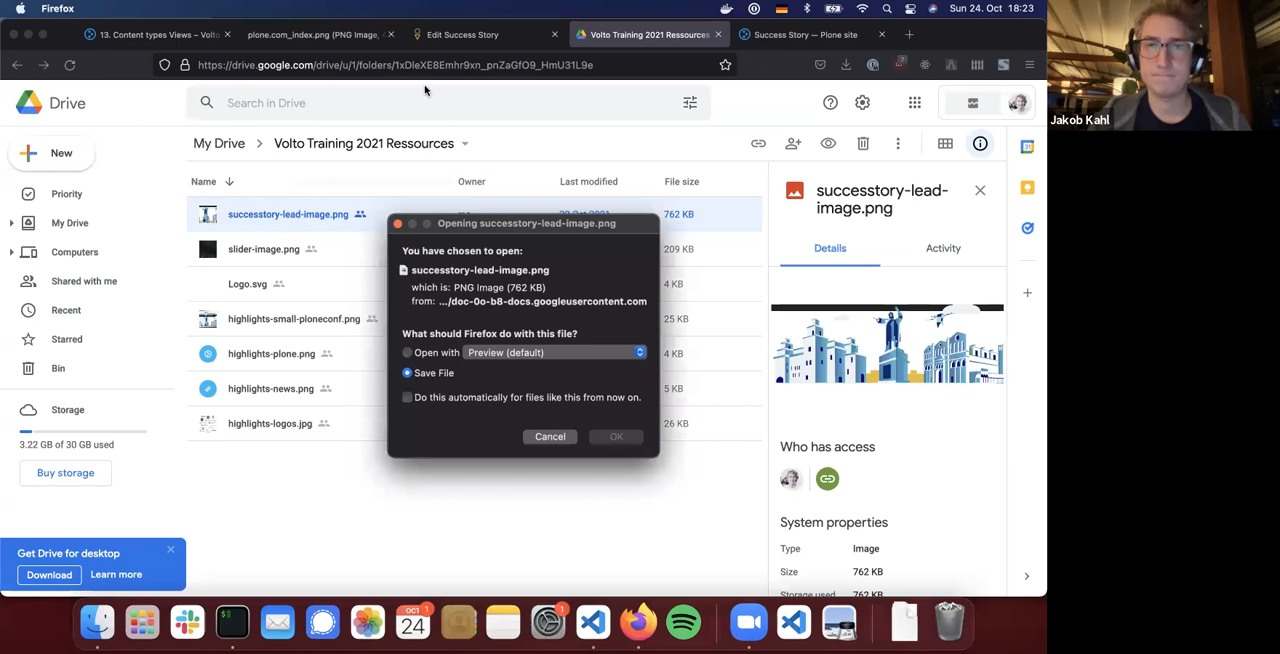 Firefox
Sun 24. Oct 18:23
13. Content types Views – Volto
plone.com_index.png (PNG Image,
Edit Success Story
Volto Training 2021 Ressources
Success Story — Plone site
https://drive.google.com/drive/u/1/folders/1xDleXE8Emhr9xn_pnZaGfO9_HmU31L9e
Drive
Search in Drive
Jakob Kahl
New
My Drive > Volto Training 2021 Ressources
Name
Owner
Last modified
File size
Priority
My Drive
Computers
Shared with me
Recent
Starred
Bin
Storage
3.22 GB of 30 GB used
Buy storage
Get Drive for desktop
Download
Learn more
successtory-lead-image.png
762 KB
slider-image.png
209 KB
Logo.svg
4 KB
highlights-small-ploneconf.png
25 KB
highlights-plone.png
4 KB
highlights-news.png
5 KB
highlights-logos.jpg
26 KB
Opening successtory-lead-image.png
You have chosen to open:
successtory-lead-image.png
which is: PNG Image (762 KB)
from: .../doc-0o-b8-docs.googleusercontent.com
What should Firefox do with this file?
Open with
Preview (default)
Save File
Do this automatically for files like this from now on.
Cancel
OK
successtory-lead-
image.png
Details
Activity
Who has access
System properties
Type
Image
Size
762 KB
Storage used
OCT
24
1
1